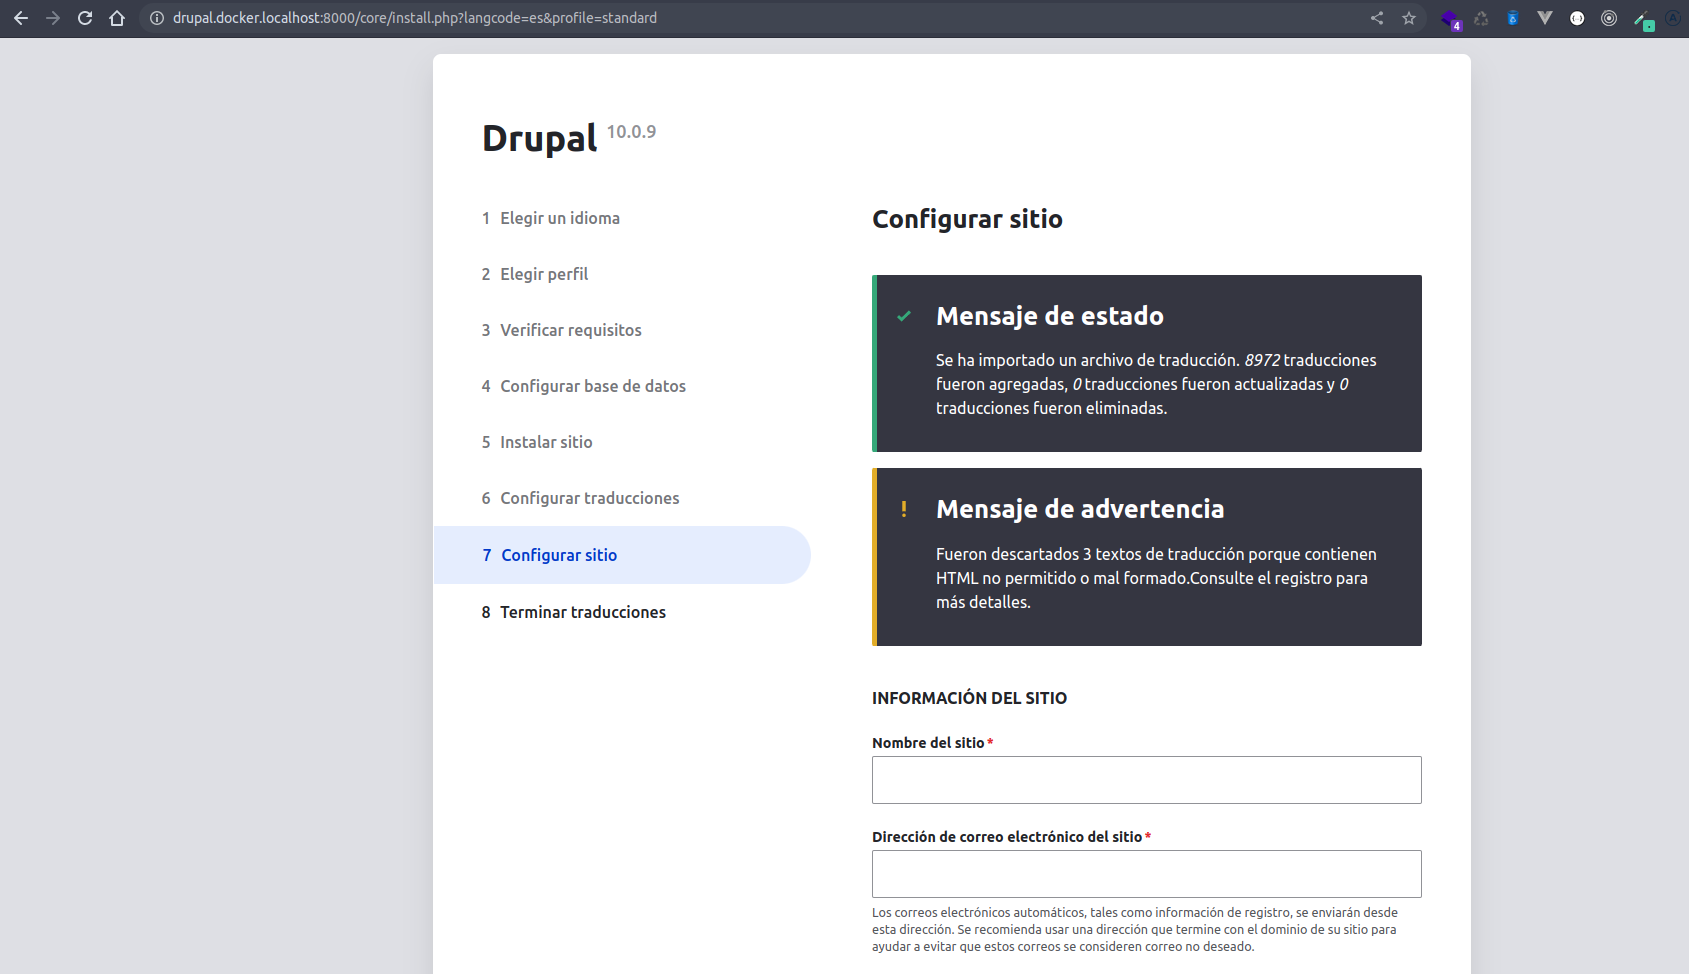 drupal.docker.localhost:8000/core/install.php?langcode=es&profile=standard
4
Drupal 10.0.9
1 Elegir un idioma
2 Elegir perfil
3 Verificar requisitos
4 Configurar base de datos
5 Instalar sitio
6 Configurar traducciones
7 Configurar sitio
8 Terminar traducciones
Configurar sitio
Mensaje de estado
Se ha importado un archivo de traducción. 8972 traducciones
fueron agregadas, 0 traducciones fueron actualizadas y 0
traducciones fueron eliminadas.
Mensaje de advertencia
Fueron descartados 3 textos de traducción porque contienen
HTML no permitido o mal formado.Consulte el registro para
más detalles.
INFORMACIÓN DEL SITIO
Nombre del sitio*
Dirección de correo electrónico del sitio*
Los correos electrónicos automáticos, tales como información de registro, se enviarán desde
esta dirección. Se recomienda usar una dirección que termine con el dominio de su sitio para
ayudar a evitar que estos correos se consideren correo no deseado.